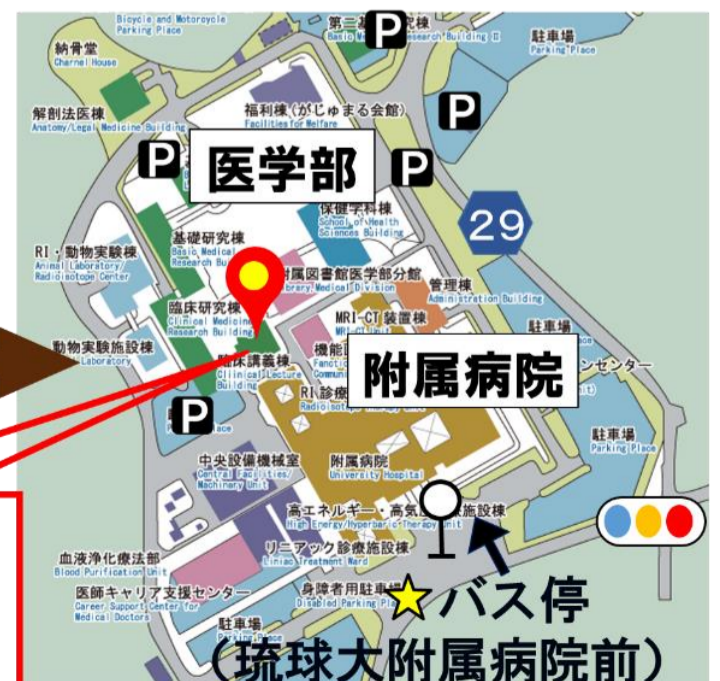 Bicycle and Motorcycle
Parking Place
納骨堂
Charnel House
P
駐車場
Parking Place
解剖法医棟
Anatomy/Legal Medicine Building
福利棟(がじゅまる会館)
Facilities for Welfare
P
P
医学部
P
保健学科棟
School of Health
Sciences Building
29
基礎研究棟
Basic Medical
Research
RI・動物実験棟
Animal Laboratory/
Radioisotope Center
附属図書館医学部分館
Library, Medical Division
管理棟
Administration Building
臨床研究棟
Clinical Medicine
Research Building
MRI-CT装置棟
MRI-CT Unit
駐車場
動物実験施設棟
Laboratory
臨床講義棟
Clinical Lecture
Building
附属病院
センター
RI診療
P
駐車場
Parking Place
中央設備機械室
Central Facilities/
Machinery Unit
附属病院
University Hospital
高エネルギー・高気
施設棟
High Energy/Hyperbaric Therapy Unit
リニアック診療施設棟
Liniac Treatment Ward
血液浄化療法部
Blood Purification Unit
医師キャリア支援センター
Career Support Center for
Medical Doctors
身障者用駐車場
Disabled Parking
バス停
(琉球大附属病院前)
駐車場
Parking Place